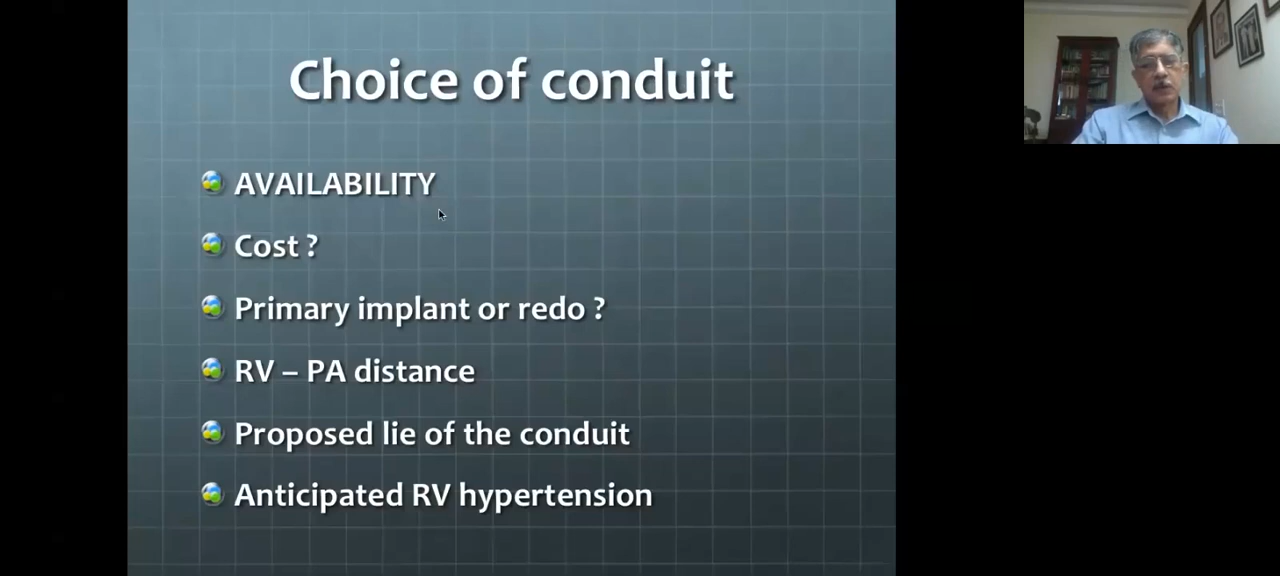 Choice of conduit
AVAILABILITY
Cost ?
Primary implant or redo ?
RV – PA distance
Proposed lie of the conduit
Anticipated RV hypertension